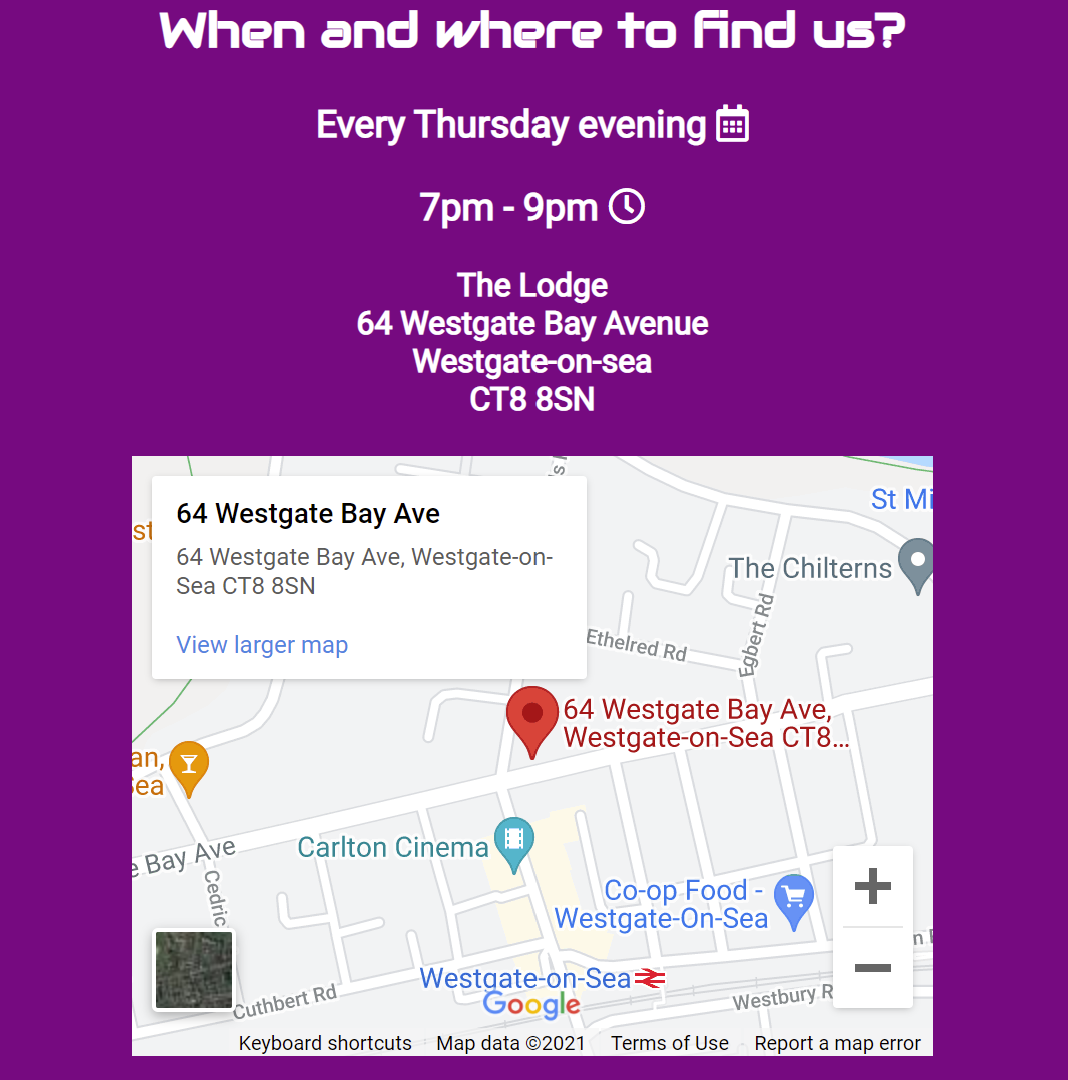 When and where to find us?
Every Thursday evening
7pm - 9pm
The Lodge
64 Westgate Bay Avenue
Westgate-on-sea
CT8 8SN
64 Westgate Bay Ave
64 Westgate Bay Ave, Westgate-on-
Sea CT8 8SN
View larger map
St Mi
st
The Chilterns
Egbert Rd
Ethelred Rd
64 Westgate Bay Ave,
Westgate-on-Sea CT8...
an,
Sea
Carlton Cinema
e Bay Ave
Cedric
Co-op Food -
Westgate-On-Sea
Westgate-on-Sea
Google
Cuthbert Rd
Westbury R
Keyboard shortcuts Map data ©2021 Terms of Use Report a map error